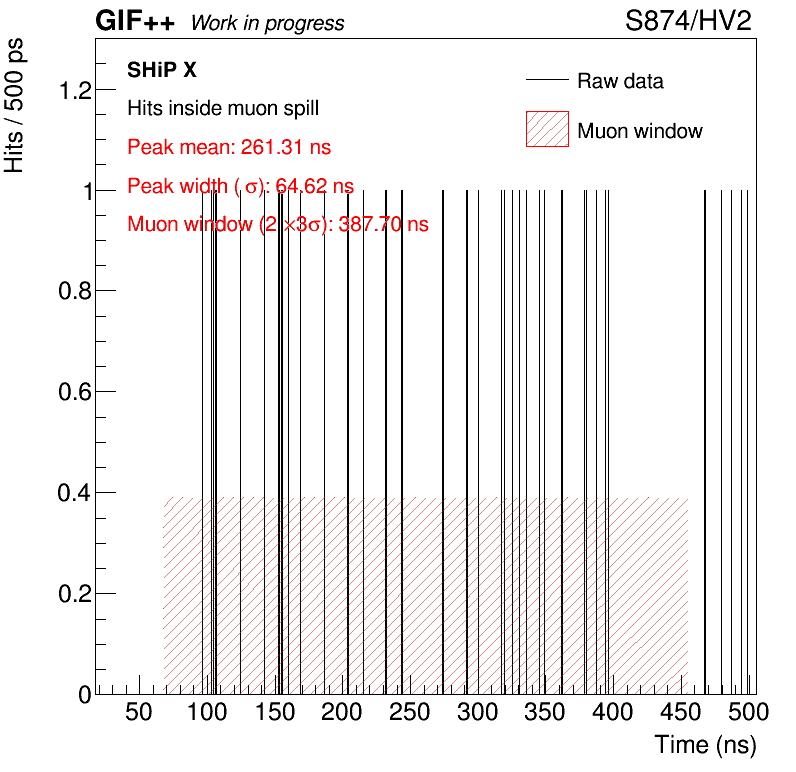 GIF++ Work in progress S874/HV2
Hits / 500 ps
SHiP X
Hits inside muon spill
Peak mean: 261.31 ns
Peak width ( σ): 64.62 ns
Muon window (2 ×3σ): 387.70 ns
Raw data
Muon window
1.2
1
0.8
0.6
0.4
0.2
0
50 100 150 200 250 300 350 400 450 500
Time (ns)